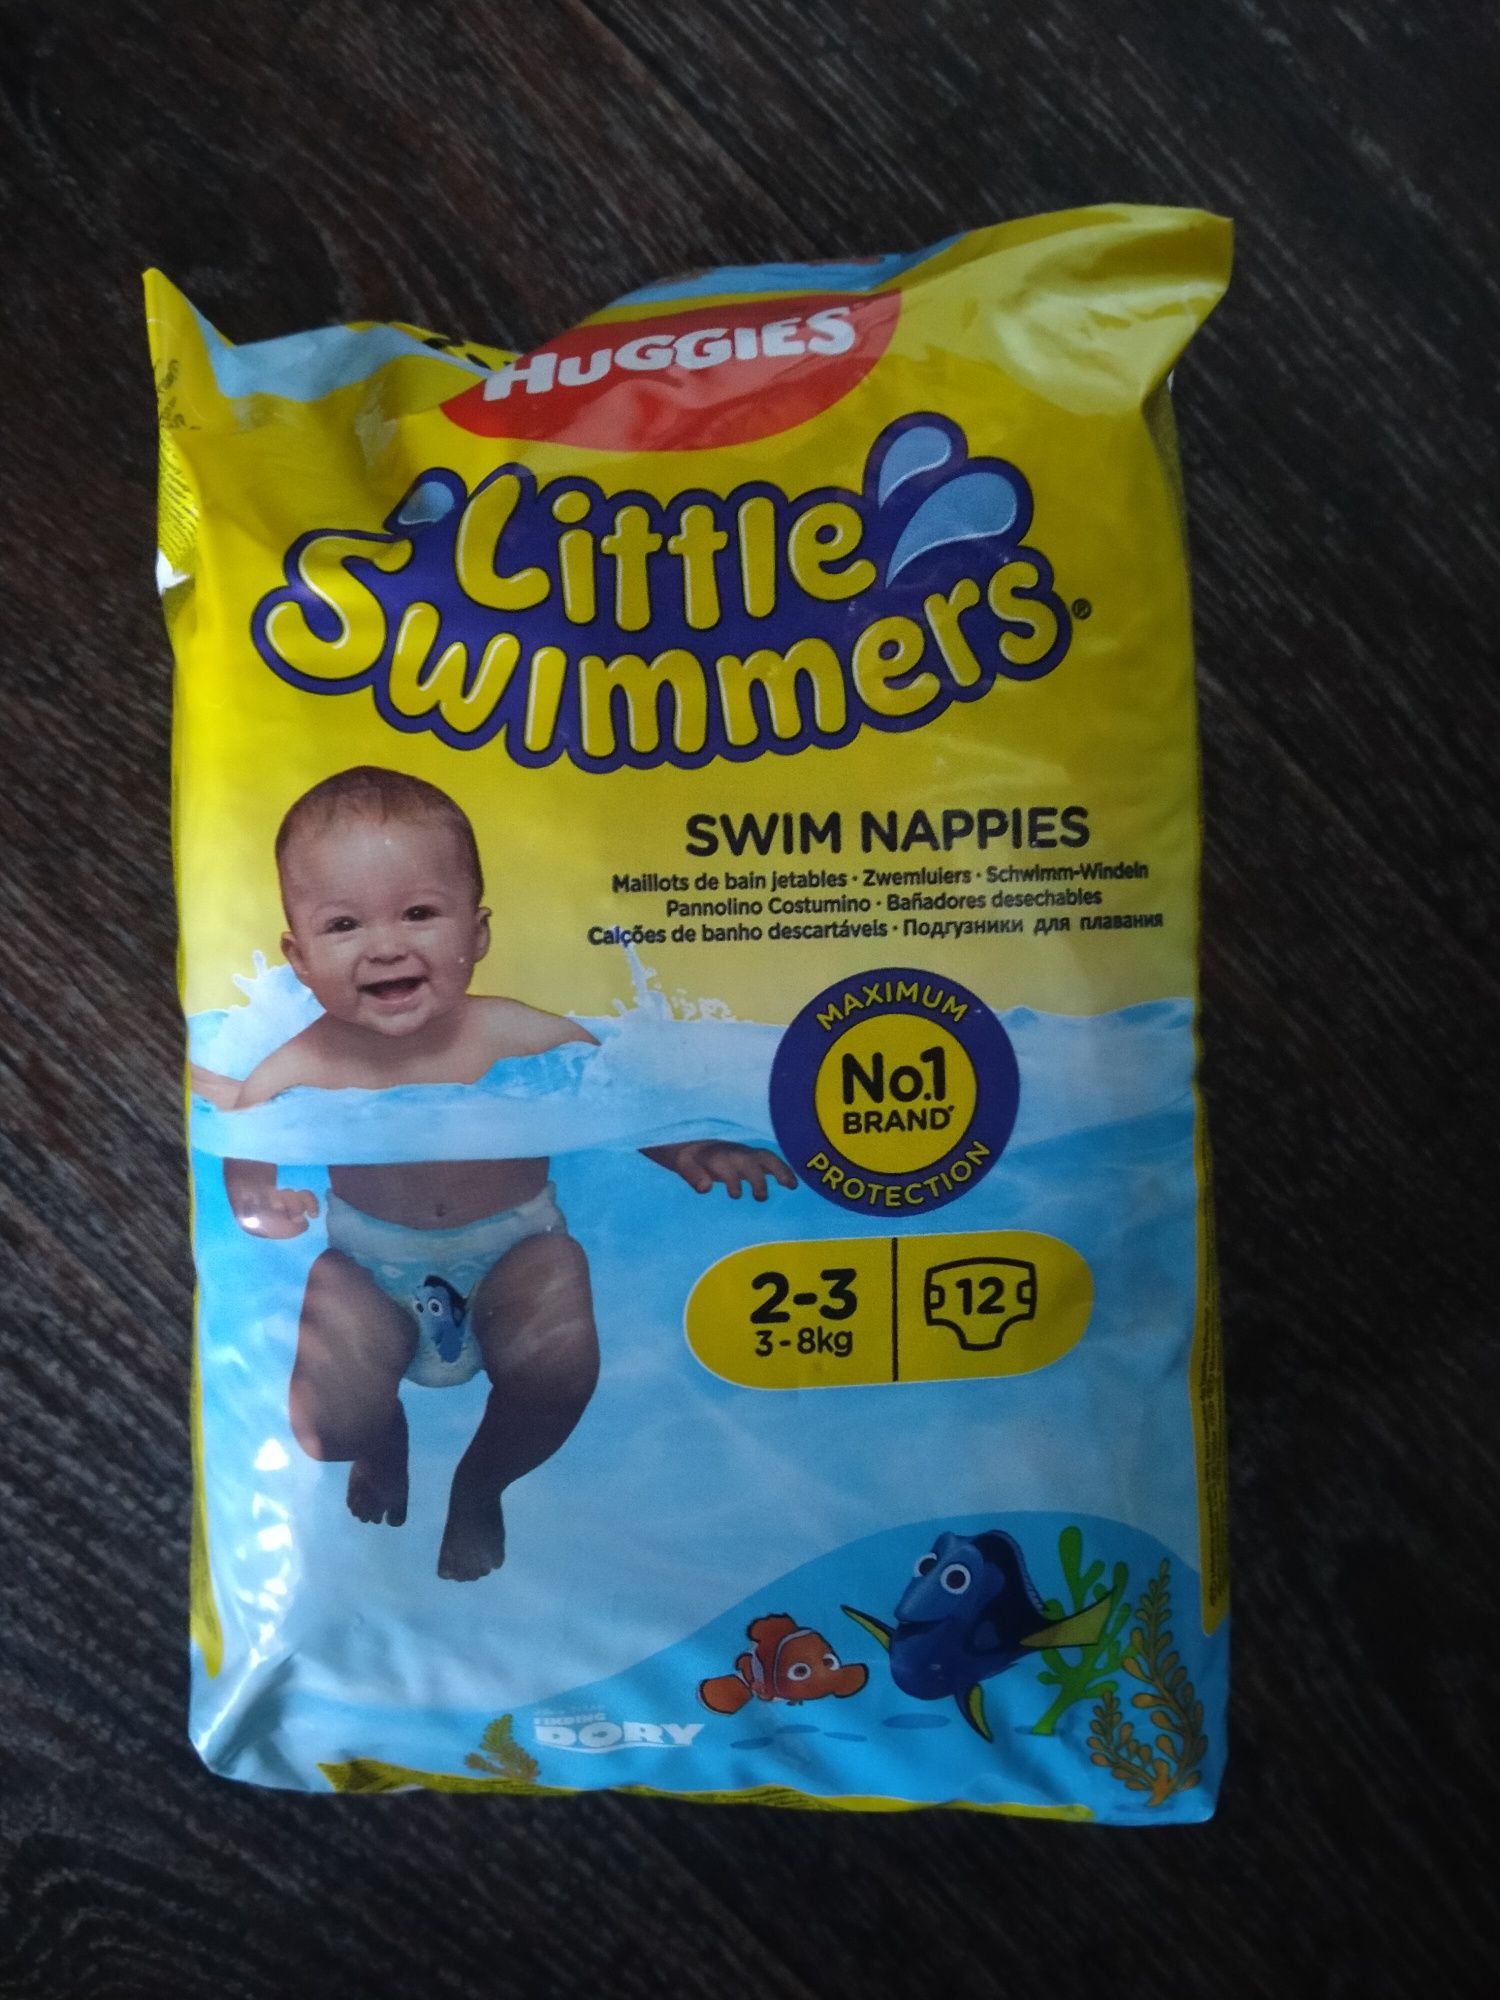 HUGGIES
Little
Swimmers®
SWIM NAPPIES
Maillots de bain jetables · Zwemluiers · Schwimm-Windeln
Pannolino Costumino · Bañadores desechables
Calções de banho descartáveis · Подгузники для плавания
MAXIMUM
No.1
BRAND*
PROTECTION
2-3
3-8kg
12
FINDING
DORY